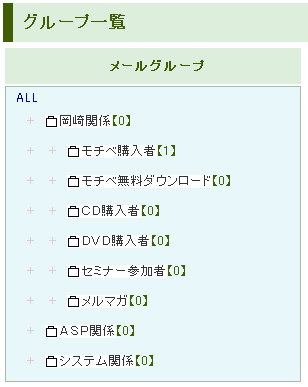 グループ一覧
メールグループ
ALL
+ 岡崎関係【0】
+ + モチベ購入者【1】
+ + モチベ無料ダウンロード【0】
+ + CD購入者【0】
+ + DVD購入者【0】
+ + セミナー参加者【0】
+ + メルマガ【0】
+ ASP関係【0】
+ システム関係【0】